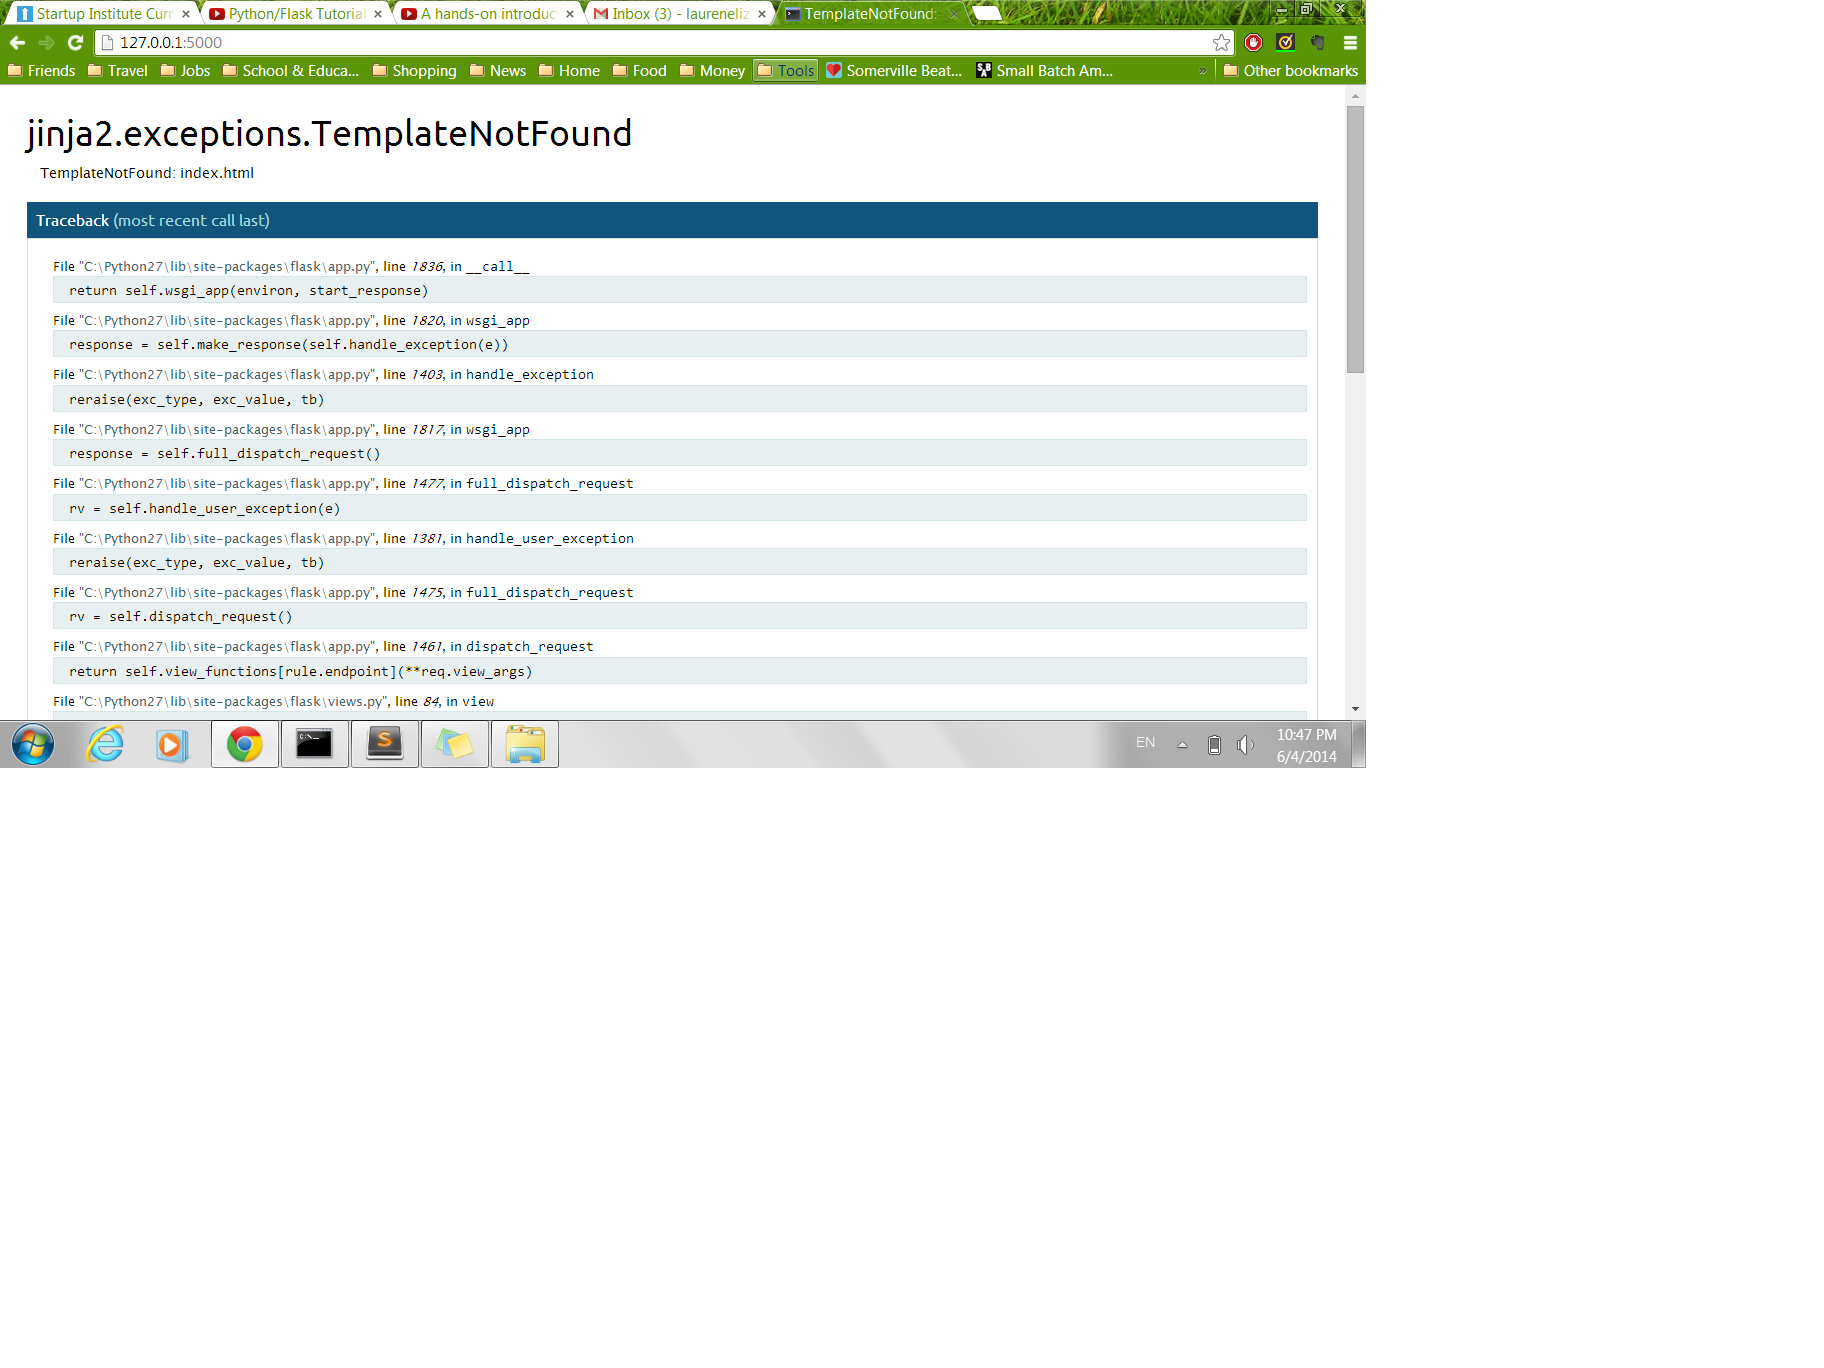 Startup Institute Curr
Python/Flask Tutorial
A hands-on introduc
Inbox (3) - laureneliz
TemplateNotFound:
127.0.0.1:5000
Friends
Travel
Jobs
School & Educa...
Shopping
News
Home
Food
Money
Tools
Somerville Beat...
Small Batch Am...
»
Other bookmarks
jinja2.exceptions.TemplateNotFound
TemplateNotFound: index.html
Traceback (most recent call last)
File "C:\Python27\lib\site-packages\flask\app.py", line 1836, in __call__
return self.wsgi_app(environ, start_response)
File "C:\Python27\lib\site-packages\flask\app.py", line 1820, in wsgi_app
response = self.make_response(self.handle_exception(e))
File "C:\Python27\lib\site-packages\flask\app.py", line 1403, in handle_exception
reraise(exc_type, exc_value, tb)
File "C:\Python27\lib\site-packages\flask\app.py", line 1817, in wsgi_app
response = self.full_dispatch_request()
File "C:\Python27\lib\site-packages\flask\app.py", line 1477, in full_dispatch_request
rv = self.handle_user_exception(e)
File "C:\Python27\lib\site-packages\flask\app.py", line 1381, in handle_user_exception
reraise(exc_type, exc_value, tb)
File "C:\Python27\lib\site-packages\flask\app.py", line 1475, in full_dispatch_request
rv = self.dispatch_request()
File "C:\Python27\lib\site-packages\flask\app.py", line 1461, in dispatch_request
return self.view_functions[rule.endpoint](**req.view_args)
File "C:\Python27\lib\site-packages\flask\views.py", line 84, in view
EN
10:47 PM
6/4/2014